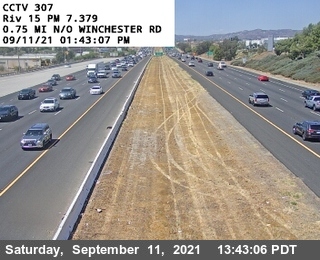 CCTV 307
Riv 15 PM 7.379
0.75 MI N/O WINCHESTER RD
09/11/21 01:43:07 PM
Saturday, September 11, 2021 13:43:06 PDT